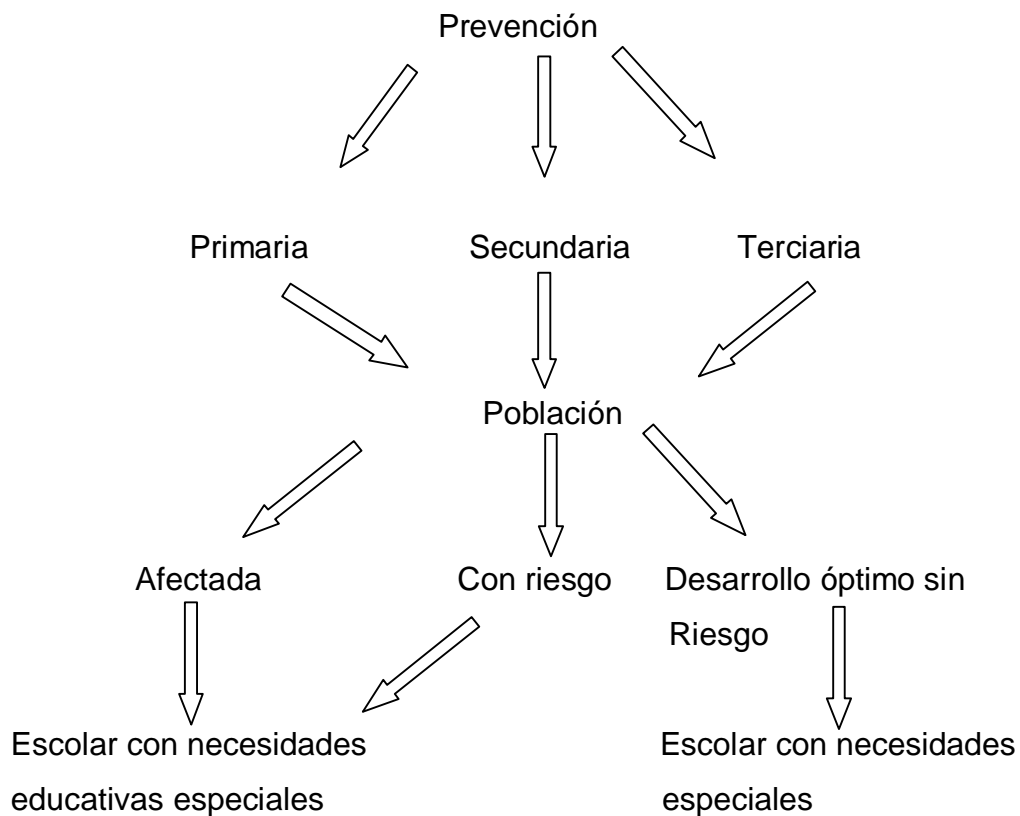 Prevención
Primaria Secundaria Terciaria
Población
Afectada Con riesgo Desarrollo óptimo sin
Riesgo
Escolar con necesidades Escolar con necesidades
educativas especiales especiales